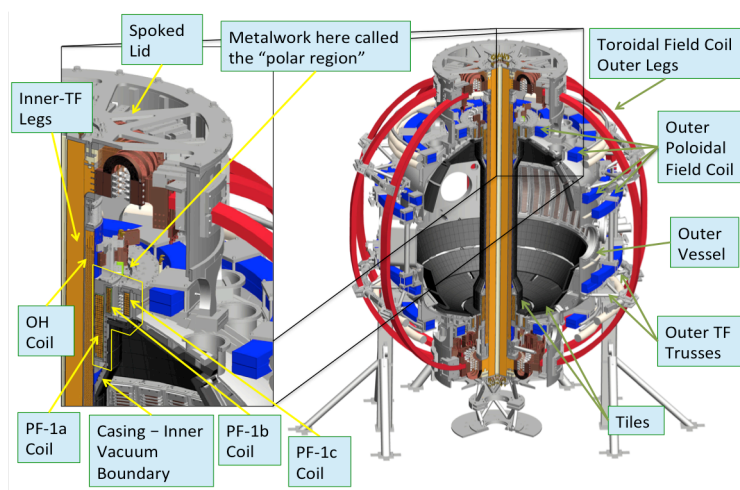 Spoked
Lid
Metalwork here called
the “polar region”
Toroidal Field Coil
Outer Legs
Inner-TF
Legs
Outer
Poloidal
Field Coil
Outer
Vessel
OH
Coil
Outer TF
Trusses
PF-1a
Coil
Casing – Inner
Vacuum
Boundary
PF-1b
Coil
PF-1c
Coil
Tiles